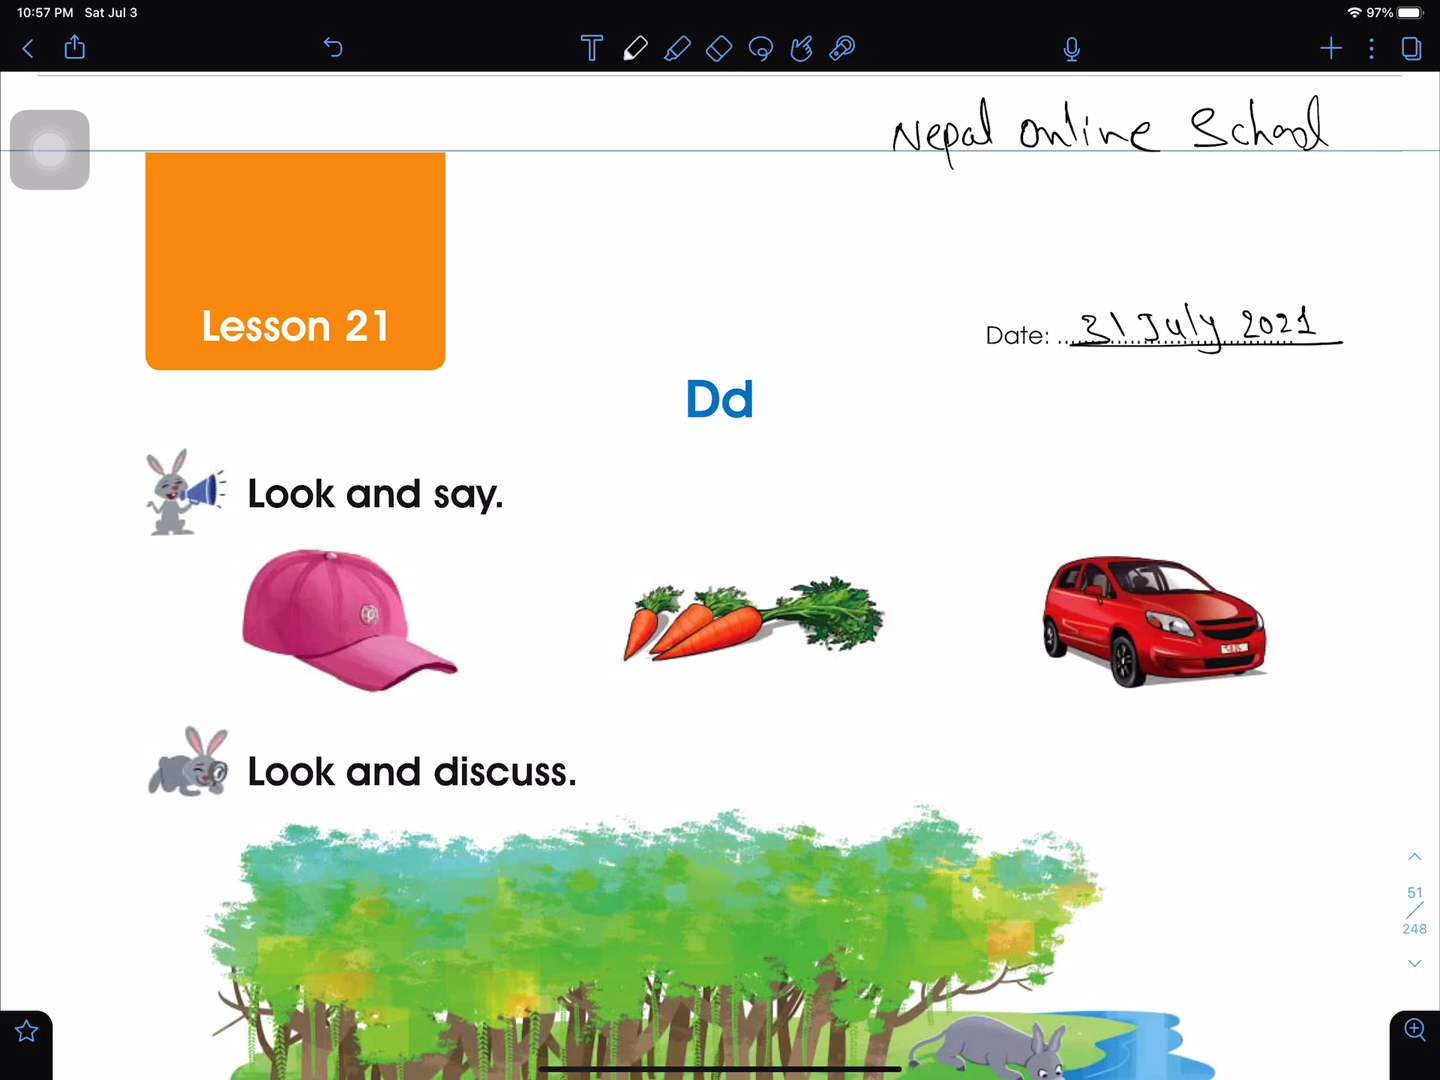 10:57 PM Sat Jul 3
97%
Nepal Online School
Lesson 21
Date: 31 July 2021
Dd
Look and say.
Look and discuss.
51
248